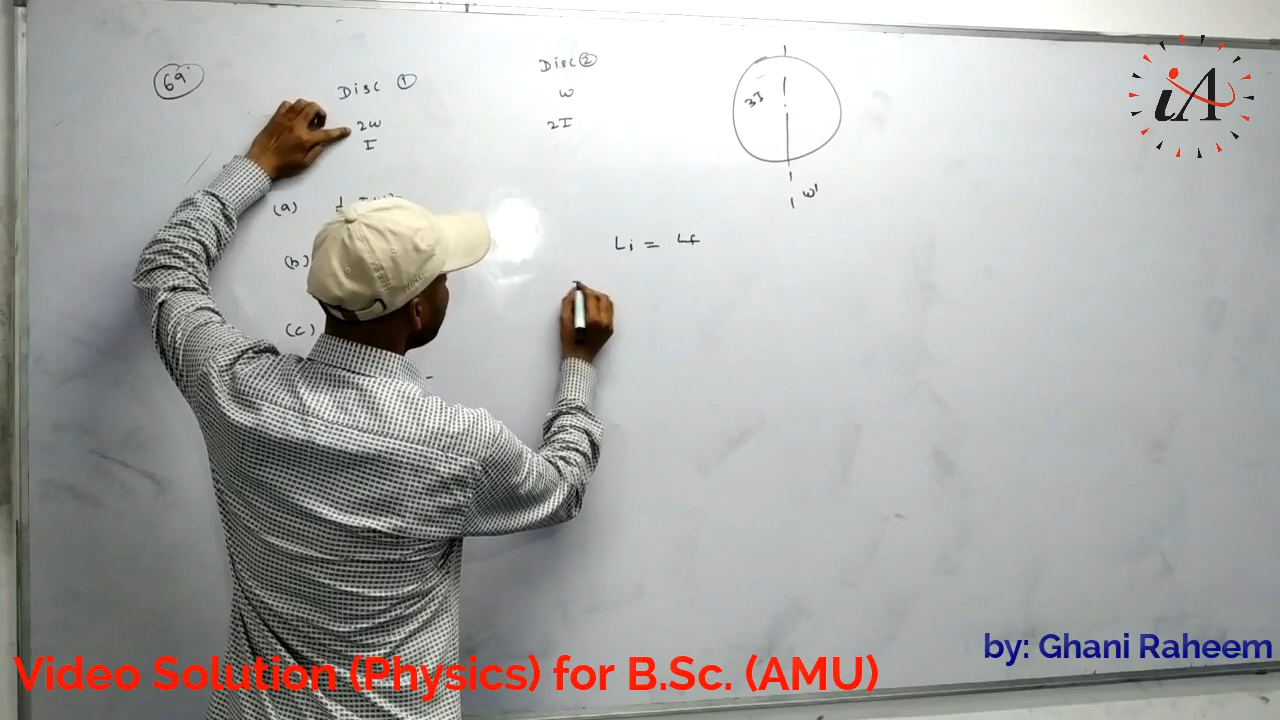 69
Disc ①
2ω
I
Disc ②
ω
2I
3I
ω'
(a)
(b)
(c)
Li = Lf
iA
by: Ghani Raheem
Video Solution (Physics) for B.Sc. (AMU)